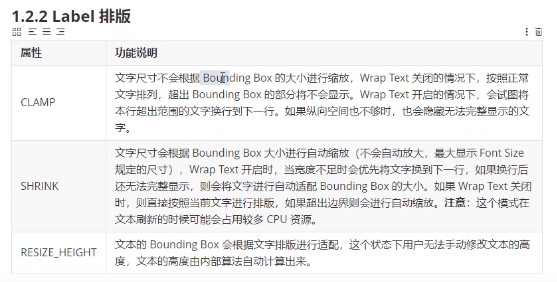 1.2.2 Label 排版
属性 功能说明
CLAMP
文字尺寸不会根据 Bounding Box 的大小进行缩放，Wrap Text 关闭的情况下，按照正常
文字排列，超出 Bounding Box 的部分将不会显示。Wrap Text 开启的情况下，会试图将
本行超出范围的文字换行到下一行。如果纵向空间也不够时，也会隐藏无法完整显示的文
字。
SHRINK
文字尺寸会根据 Bounding Box 大小进行自动缩放（不会自动放大，最大显示 Font Size
规定的尺寸），Wrap Text 开启时，当宽度不足时会优先将文字换到下一行，如果换行后
还无法完整显示，则会将文字进行自动适配 Bounding Box 的大小。如果 Wrap Text 关闭
时，则直接按照当前文字进行排版，如果超出边界则会进行自动缩放。注意：这个模式在
文本刷新的时候可能会占用较多 CPU 资源。
RESIZE_HEIGHT
文本的 Bounding Box 会根据文字排版进行适配，这个状态下用户无法手动修改文本的高
度，文本的高度由内部算法自动计算出来。